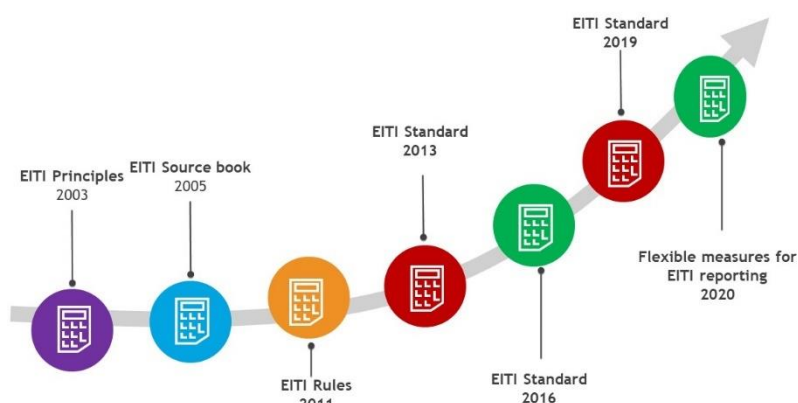 EITI Principles
2003
EITI Source book
2005
EITI Rules
2011
EITI Standard
2013
EITI Standard
2016
EITI Standard
2019
Flexible measures for
EITI reporting
2020